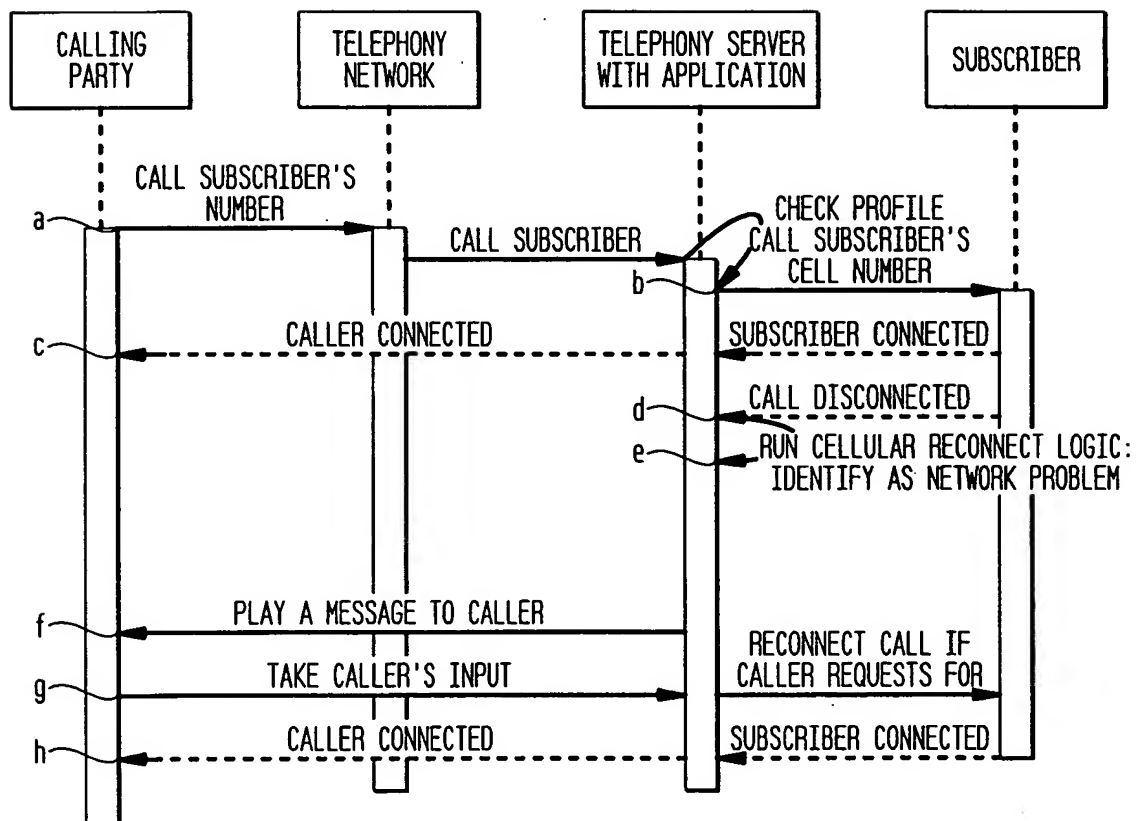 CALLING
PARTY
TELEPHONY
NETWORK
TELEPHONY SERVER
WITH APPLICATION
SUBSCRIBER
CALL SUBSCRIBER'S
NUMBER
a
CALL SUBSCRIBER
CHECK PROFILE
CALL SUBSCRIBER'S
CELL NUMBER
b
c
CALLER CONNECTED
SUBSCRIBER CONNECTED
d
CALL DISCONNECTED
e
RUN CELLULAR RECONNECT LOGIC:
IDENTIFY AS NETWORK PROBLEM
f
PLAY A MESSAGE TO CALLER
g
TAKE CALLER'S INPUT
RECONNECT CALL IF
CALLER REQUESTS FOR
h
CALLER CONNECTED
SUBSCRIBER CONNECTED